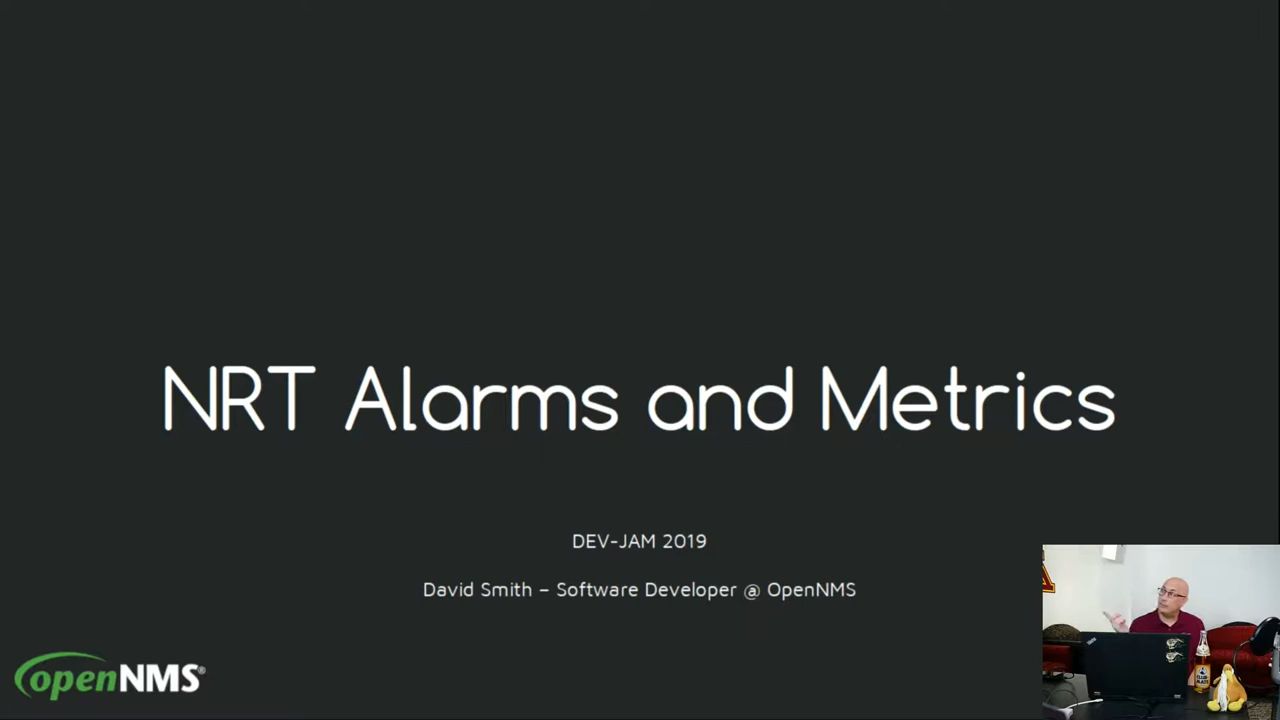 NRT Alarms and Metrics
DEV-JAM 2019
David Smith – Software Developer @ OpenNMS
openNMS®